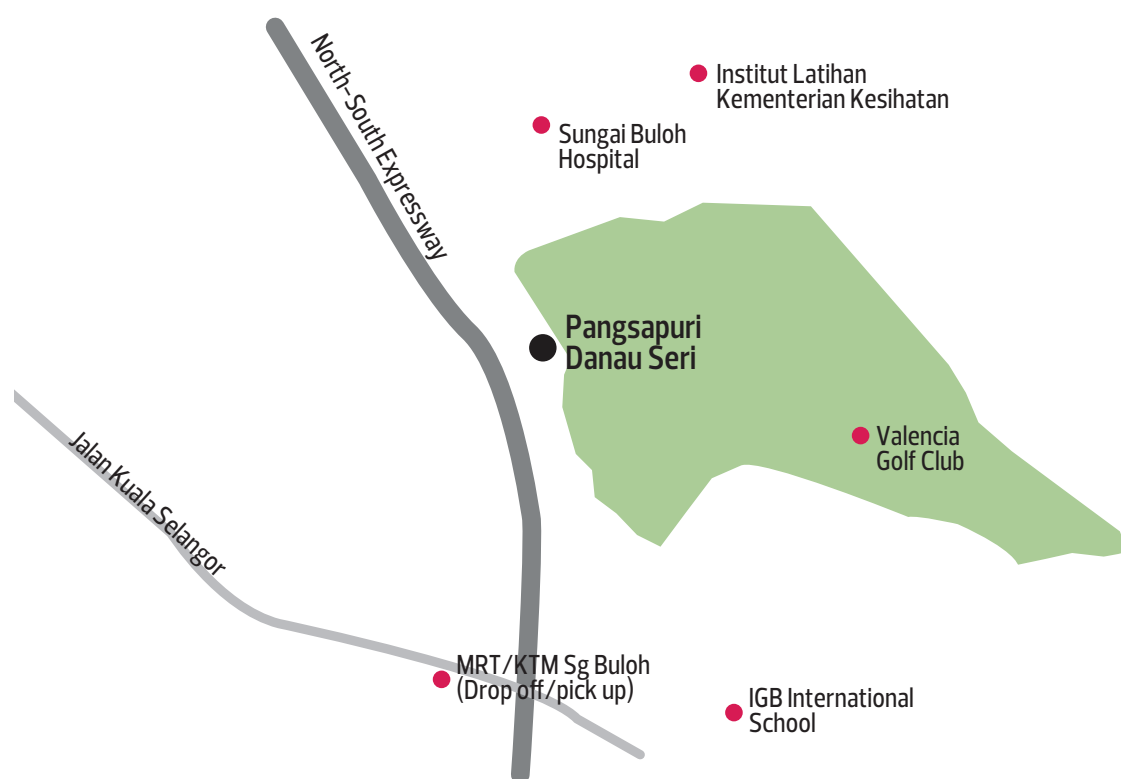 North-South Expressway
Institut Latihan
Kementerian Kesihatan
Sungai Buloh
Hospital
Pangsapuri
Danau Seri
Valencia
Golf Club
Jalan Kuala Selangor
MRT/KTM Sg Buloh
(Drop off/pick up)
IGB International
School